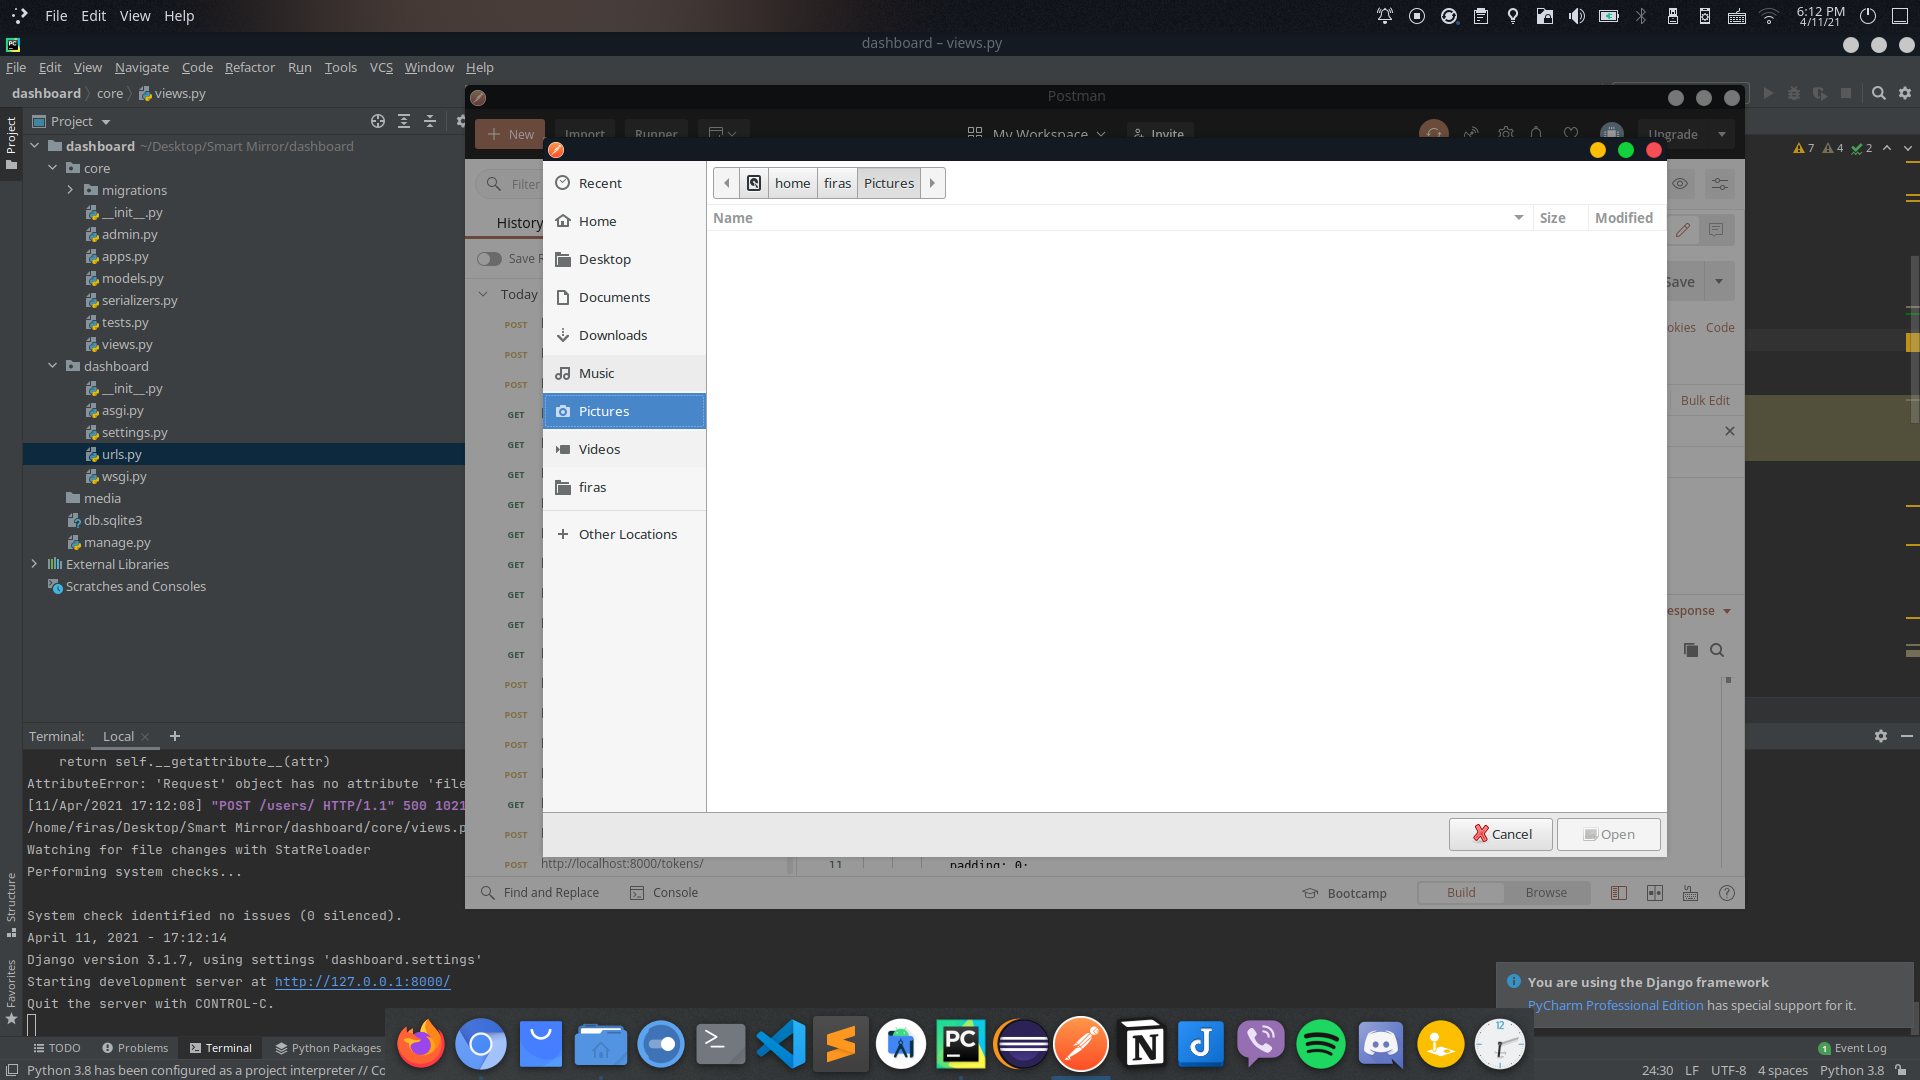 File Edit View Help
6:12 PM
4/11/21
dashboard – views.py
File Edit View Navigate Code Refactor Run Tools VCS Window Help
dashboard core views.py
Project
Project
dashboard ~/Desktop/Smart Mirror/dashboard
core
migrations
__init__.py
admin.py
apps.py
models.py
serializers.py
tests.py
views.py
dashboard
__init__.py
asgi.py
settings.py
urls.py
wsgi.py
media
db.sqlite3
manage.py
External Libraries
Scratches and Consoles
7 4 2
Postman
New Import Runner My Workspace Invite Upgrade
Filter
History
Save R
Today
POST
POST
POST
GET
GET
GET
GET
GET
GET
GET
GET
GET
POST
POST
POST
POST
GET
POST
POST http://localhost:8000/tokens/
11 padding: 0;
Save
okies Code
Bulk Edit
esponse
Recent
Home
Desktop
Documents
Downloads
Music
Pictures
Videos
firas
Other Locations
home firas Pictures
Name Size Modified
Cancel Open
Find and Replace Console Bootcamp Build Browse
Terminal: Local
return self.__getattribute__(attr)
AttributeError: 'Request' object has no attribute 'file
[11/Apr/2021 17:12:08] "POST /users/ HTTP/1.1" 500 1021
/home/firas/Desktop/Smart Mirror/dashboard/core/views.p
Watching for file changes with StatReloader
Performing system checks...
System check identified no issues (0 silenced).
April 11, 2021 - 17:12:14
Django version 3.1.7, using settings 'dashboard.settings'
Starting development server at http://127.0.0.1:8000/
Quit the server with CONTROL-C.
Structure
Favorites
You are using the Django framework
PyCharm Professional Edition has special support for it.
TODO Problems Terminal Python Packages
1 Event Log
Python 3.8 has been configured as a project interpreter // Co
24:30 LF UTF-8 4 spaces Python 3.8